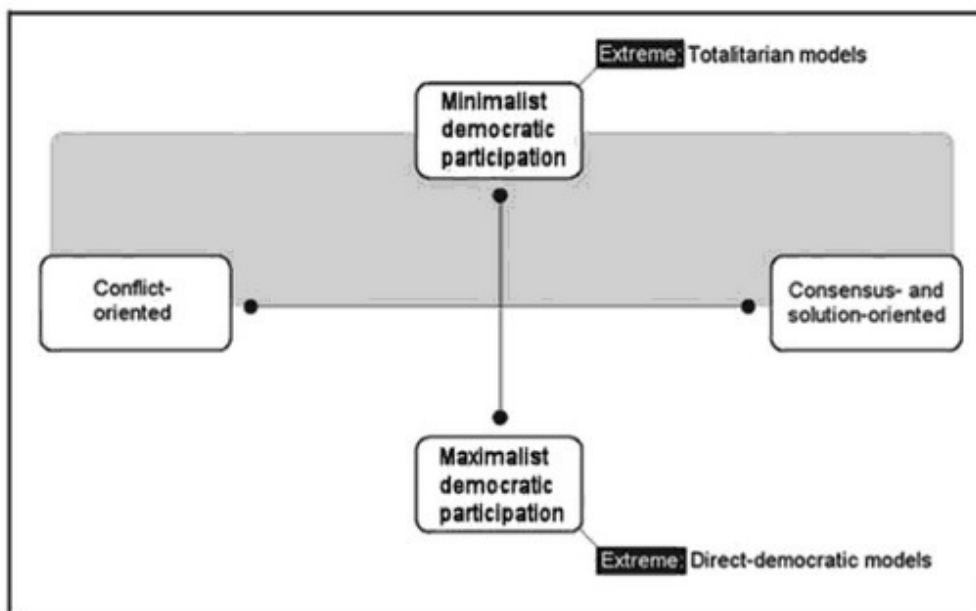 Extreme: Totalitarian models
Minimalist
democratic
participation
Conflict-
oriented
Consensus- and
solution-oriented
Maximalist
democratic
participation
Extreme: Direct-democratic models